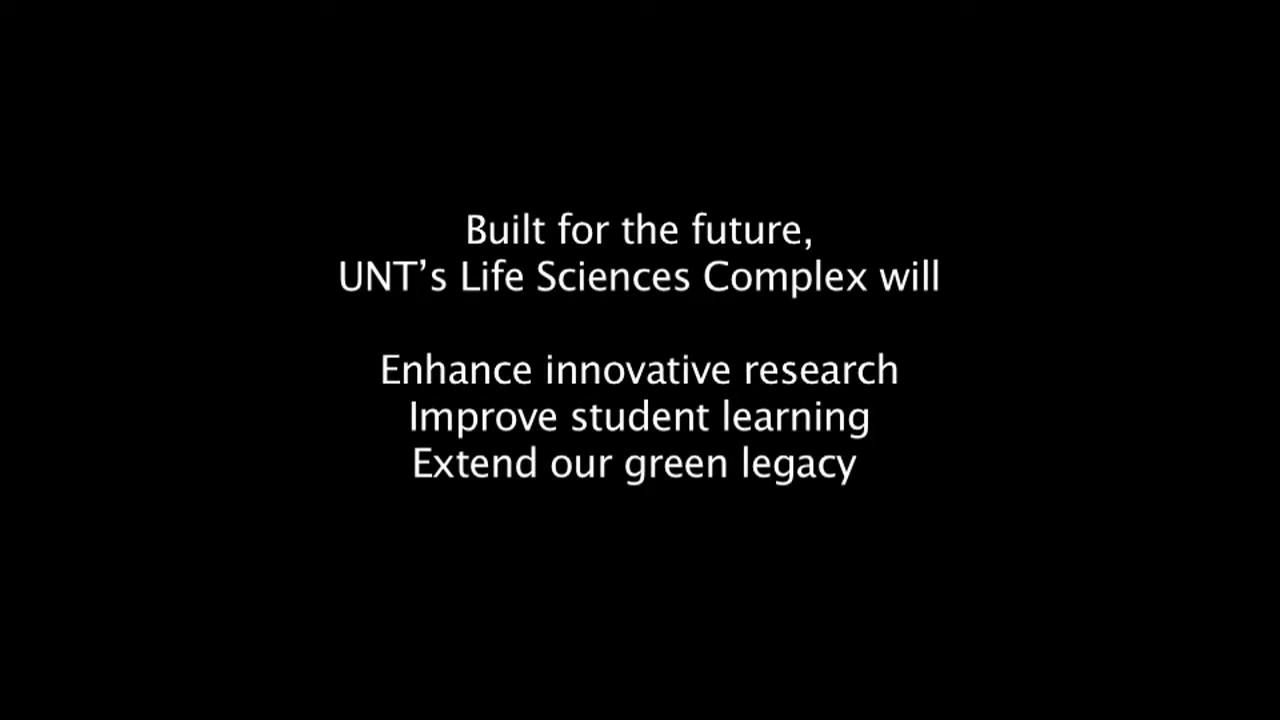 Built for the future,
UNT’s Life Sciences Complex will
Enhance innovative research
Improve student learning
Extend our green legacy